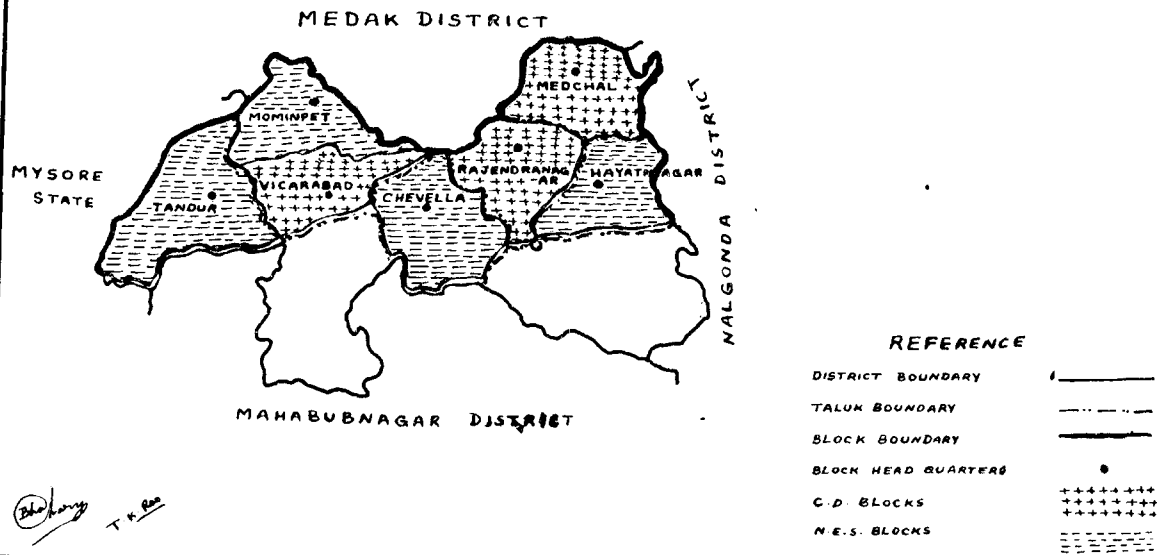 MEDAK DISTRICT
MEDCHAL
MOMINPET
MYSORE
STATE
VICARABAD
RAJENDRANAG
AR
HAYATNAGAR
TANDUR
CHEVELLA
NALGONDA DISTRICT
MAHABUBNAGAR DISTRICT
REFERENCE
DISTRICT BOUNDARY
TALUK BOUNDARY
BLOCK BOUNDARY
BLOCK HEAD QUARTERS
C.D. BLOCKS
N.E.S. BLOCKS
T. K. Rao